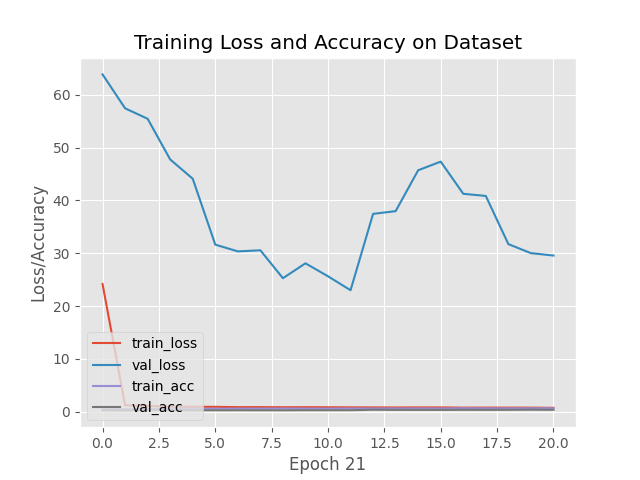 Training Loss and Accuracy on Dataset
Loss/Accuracy
60
50
40
30
20
10
0
train_loss
val_loss
train_acc
val_acc
0.0 2.5 5.0 7.5 10.0 12.5 15.0 17.5 20.0
Epoch 21